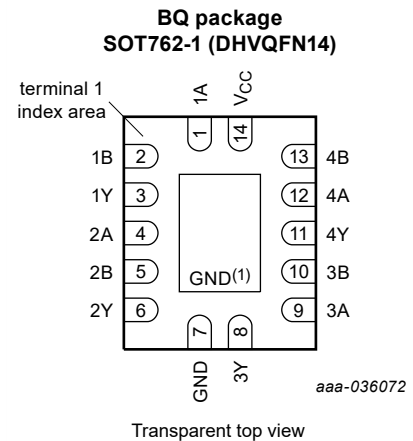 BQ package
SOT762-1 (DHVQFN14)
terminal 1
index area
1A
VCC
1
14
1B 2
13 4B
1Y 3
12 4A
2A 4
11 4Y
2B 5
10 3B
GND(1)
2Y 6
9 3A
7
8
GND
3Y
aaa-036072
Transparent top view